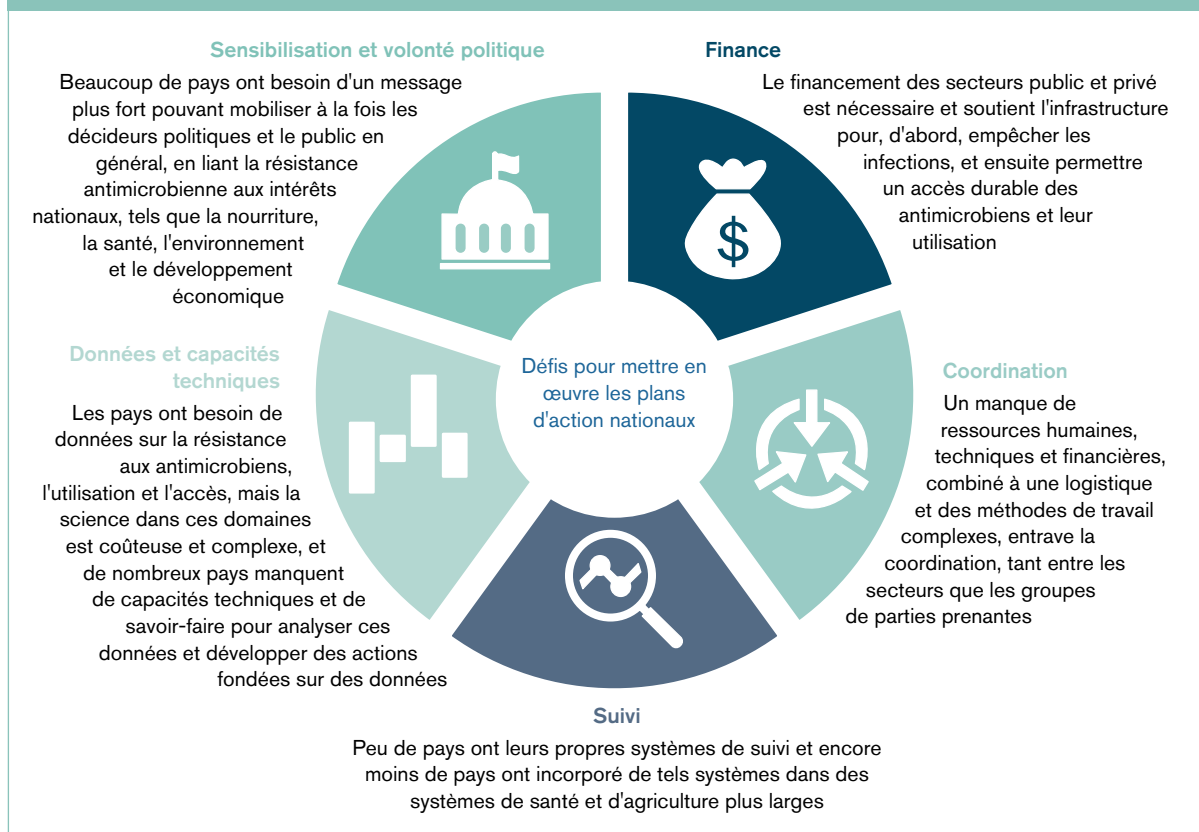 Sensibilisation et volonté politique
Beaucoup de pays ont besoin d'un message
plus fort pouvant mobiliser à la fois les
décideurs politiques et le public en
général, en liant la résistance
antimicrobienne aux intérêts
nationaux, tels que la nourriture,
la santé, l'environnement
et le développement
économique
Finance
Le financement des secteurs public et privé
est nécessaire et soutient l'infrastructure
pour, d'abord, empêcher les
infections, et ensuite permettre
un accès durable des
antimicrobiens et leur
utilisation
$
Défis pour mettre en
œuvre les plans
d'action nationaux
Données et capacités
techniques
Les pays ont besoin de
données sur la résistance
aux antimicrobiens,
l'utilisation et l'accès, mais la
science dans ces domaines
est coûteuse et complexe, et
de nombreux pays manquent
de capacités techniques et de
savoir-faire pour analyser ces
données et développer des actions
fondées sur des données
Coordination
Un manque de
ressources humaines,
techniques et financières,
combiné à une logistique
et des méthodes de travail
complexes, entrave la
coordination, tant entre les
secteurs que les groupes
de parties prenantes
Suivi
Peu de pays ont leurs propres systèmes de suivi et encore
moins de pays ont incorporé de tels systèmes dans des
systèmes de santé et d'agriculture plus larges